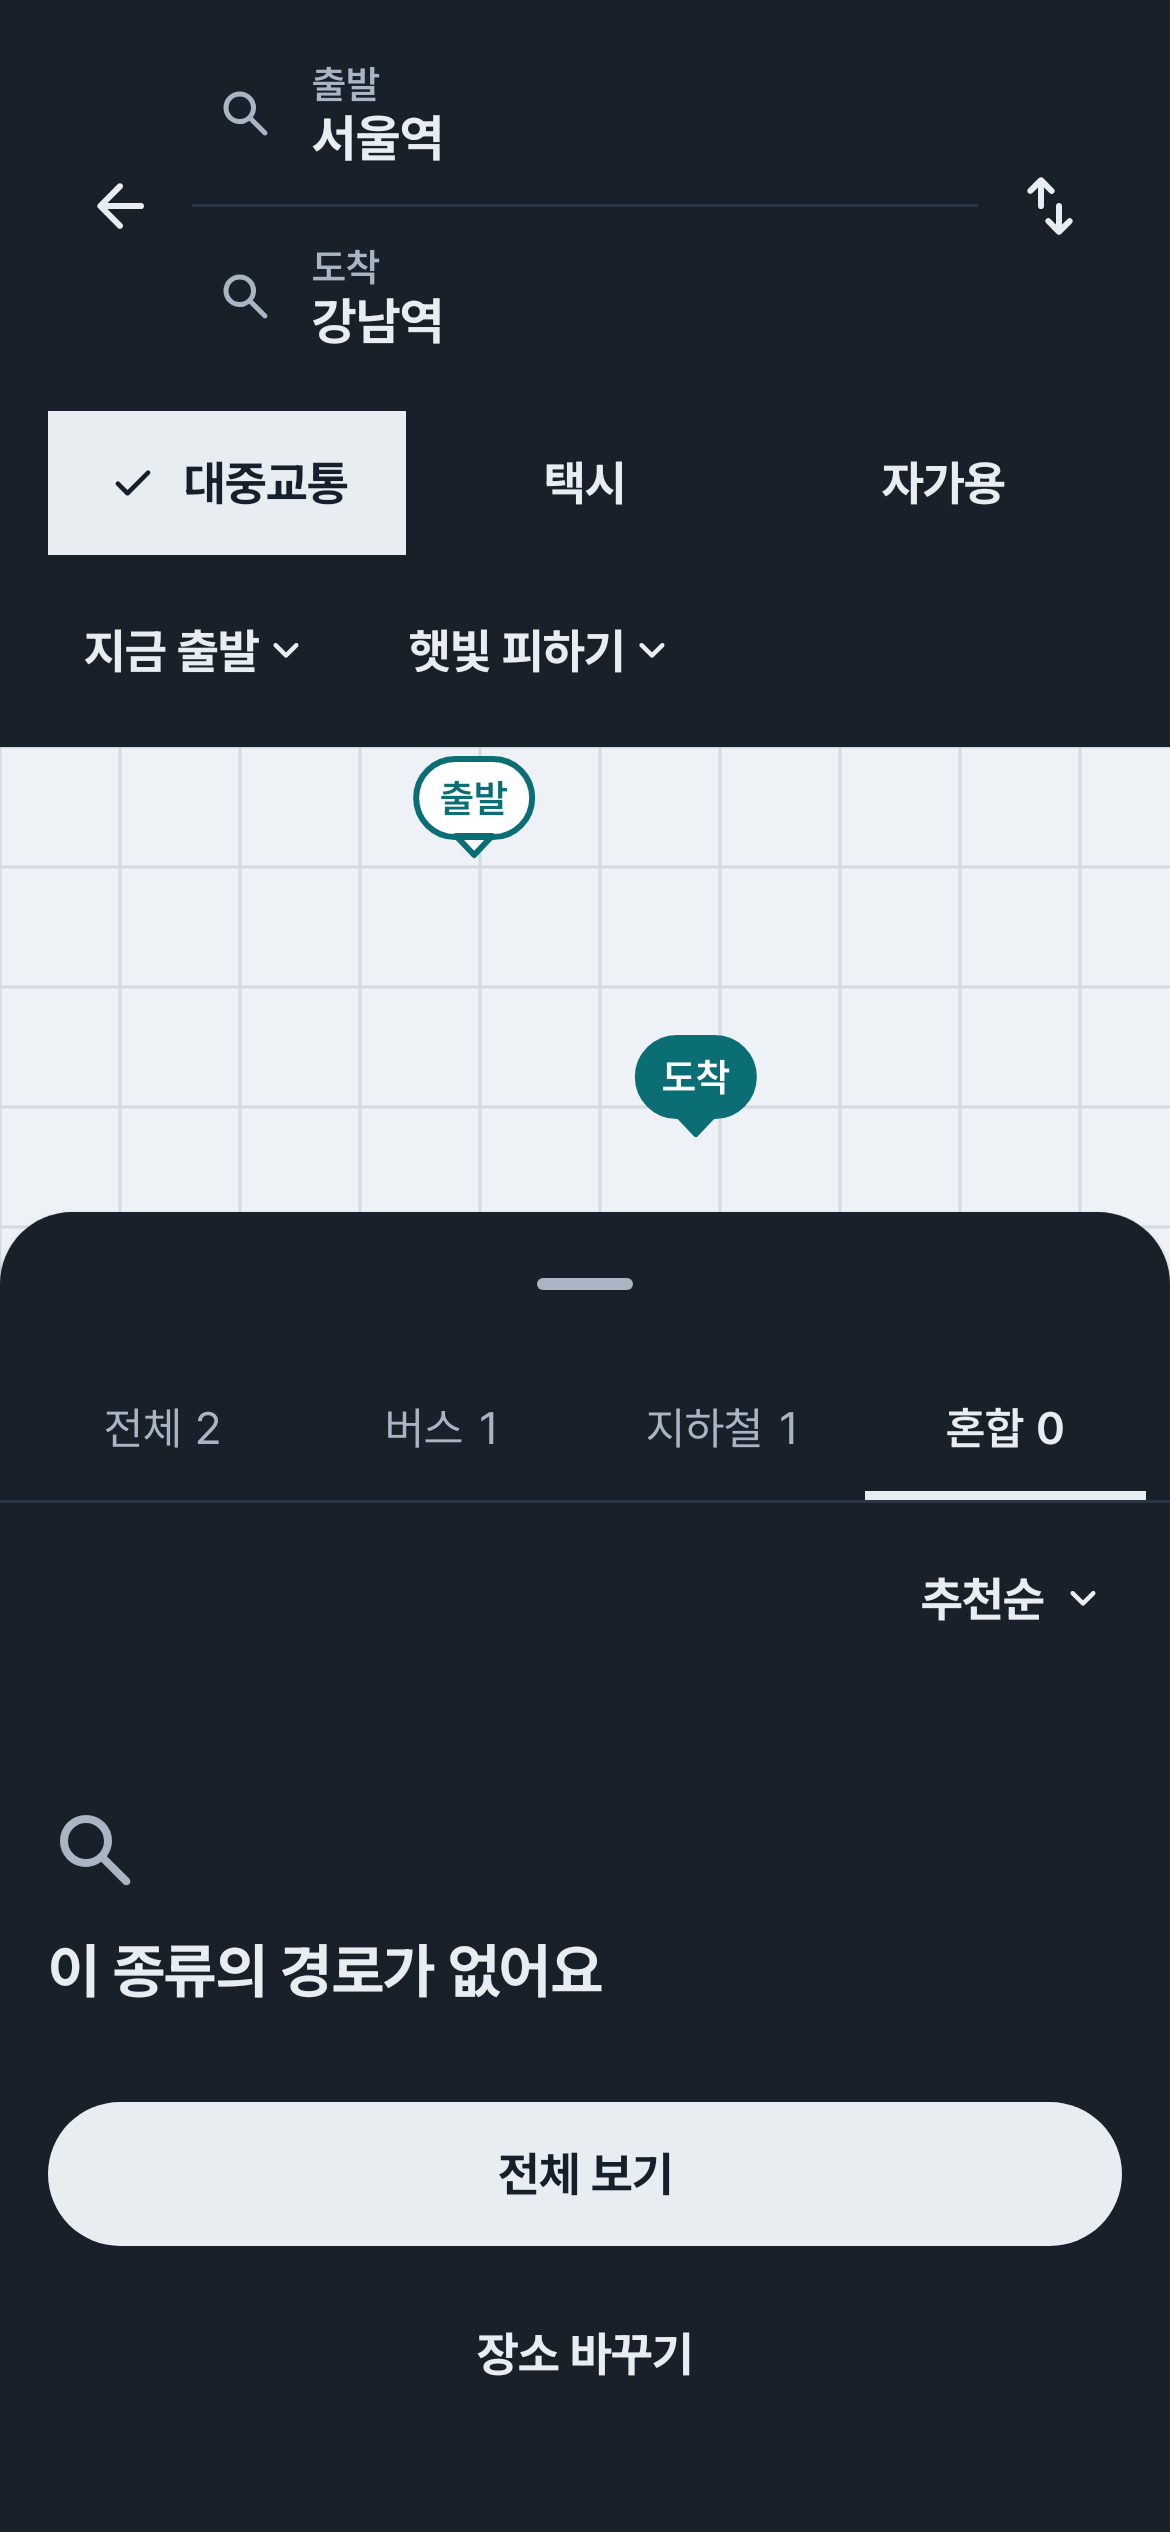 출발
서울역
도착
강남역
대중교통
택시
자가용
지금 출발
햇빛 피하기
출발
도착
전체 2
버스 1
지하철 1
혼합 0
추천순
이 종류의 경로가 없어요
전체 보기
장소 바꾸기